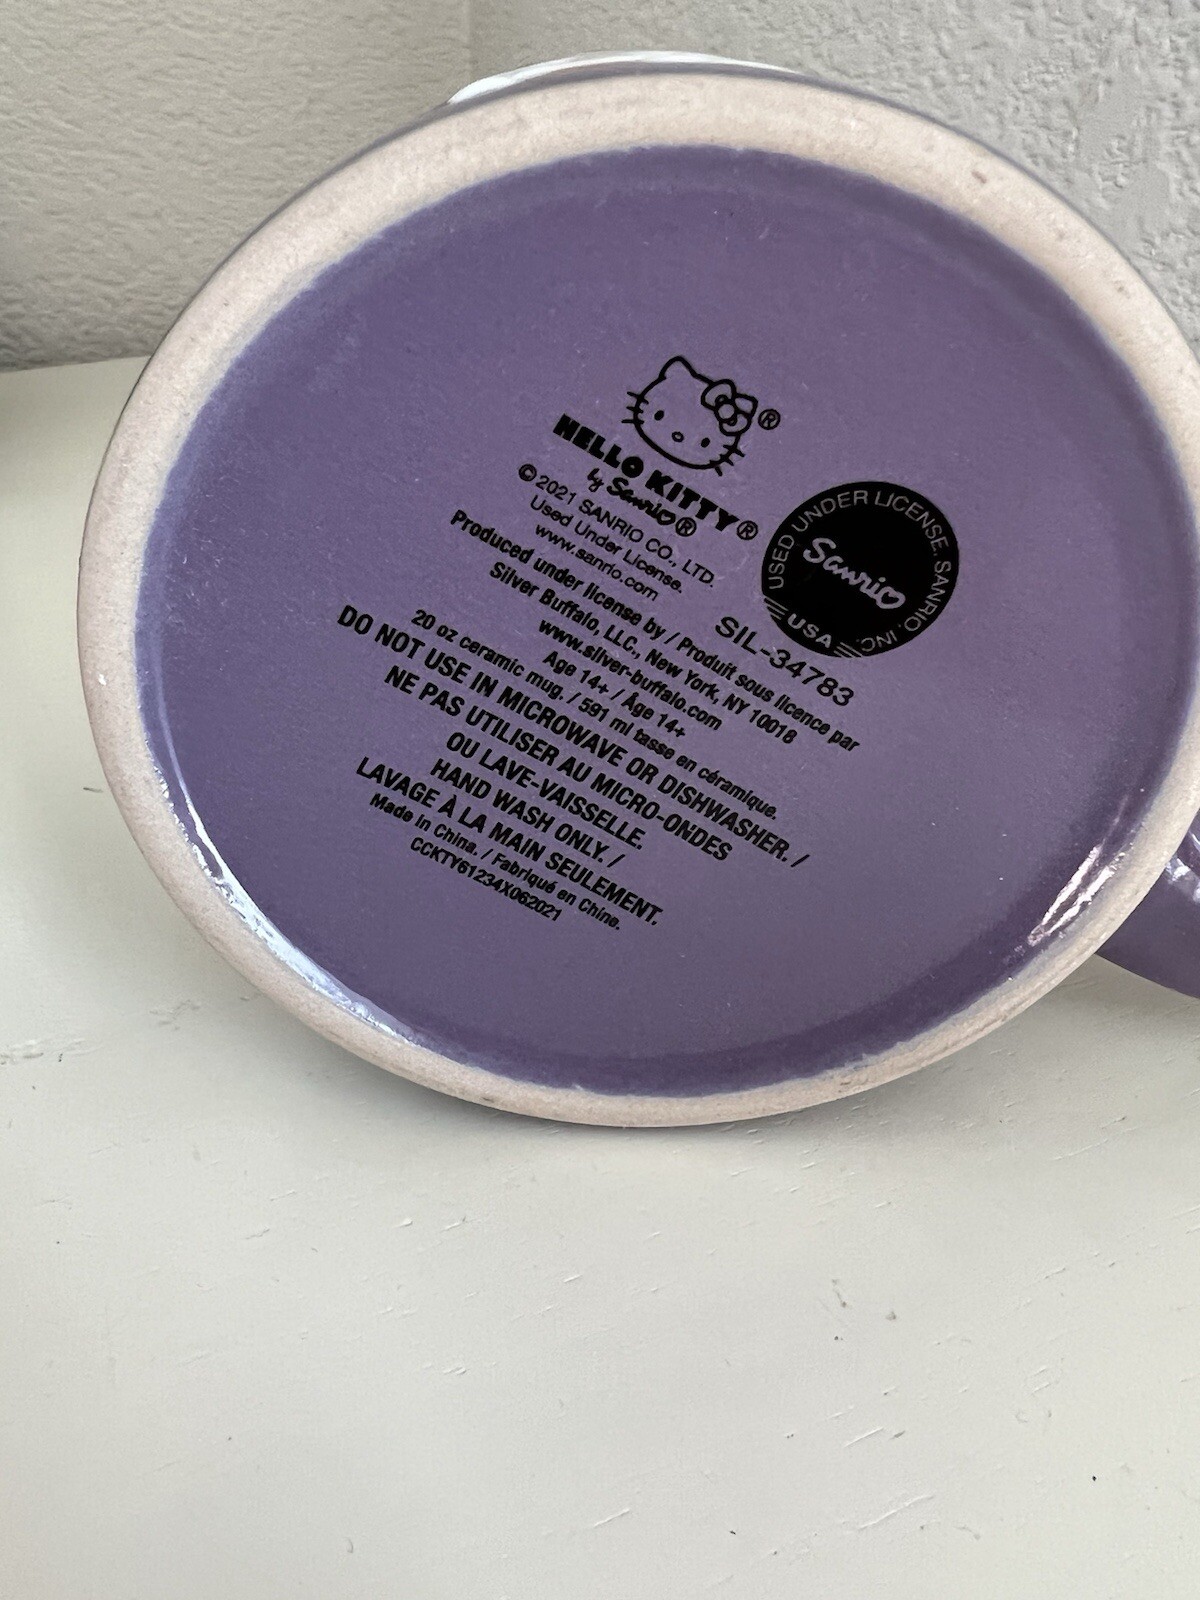 ®
HELLO KITTY®
by Sanrio®
© 2021 SANRIO CO., LTD.
Used Under License.
www.sanrio.com
USED UNDER LICENSE. SANRIO, INC.
Sanrio
USA
SIL-34783
Produced under license by / Produit sous licence par
Silver Buffalo, LLC., New York, NY 10018
www.silver-buffalo.com
Age 14+ / Âge 14+
20 oz ceramic mug. / 591 ml tasse en céramique.
DO NOT USE IN MICROWAVE OR DISHWASHER. /
NE PAS UTILISER AU MICRO-ONDES
OU LAVE-VAISSELLE.
HAND WASH ONLY. /
LAVAGE À LA MAIN SEULEMENT.
Made in China. / Fabriqué en Chine.
CCKTY61234X062021